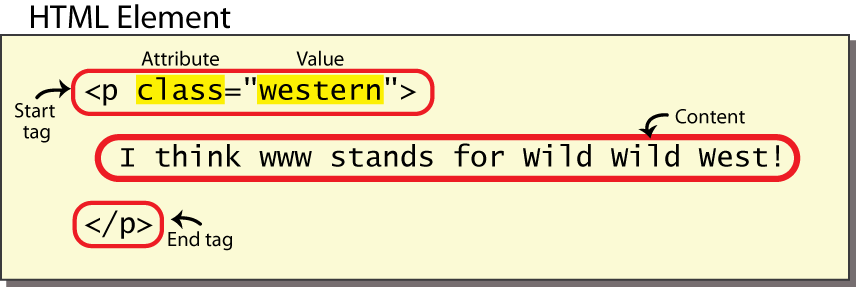 HTML Element
Attribute Value
<p class="western">
Start
tag
Content
I think www stands for Wild Wild West!
</p>
End tag